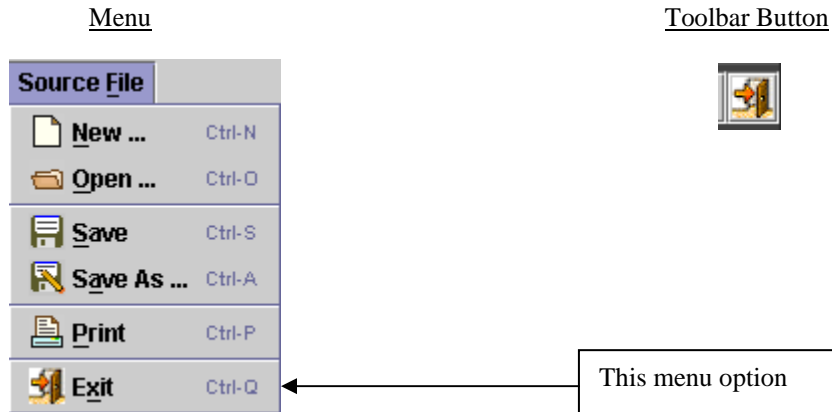 Menu Toolbar Button
Source File
New ... Ctrl-N
Open ... Ctrl-O
Save Ctrl-S
Save As ... Ctrl-A
Print Ctrl-P
Exit Ctrl-Q
This menu option